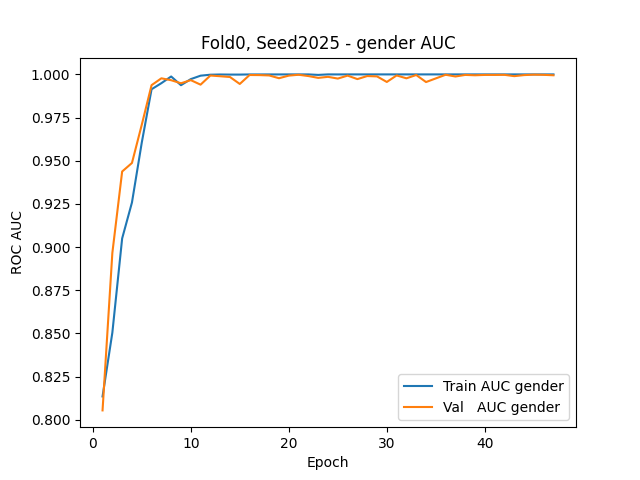 Fold0, Seed2025 - gender AUC
ROC AUC
1.000
0.975
0.950
0.925
0.900
0.875
0.850
0.825
0.800
0
10
20
30
40
Epoch
Train AUC gender
Val   AUC gender